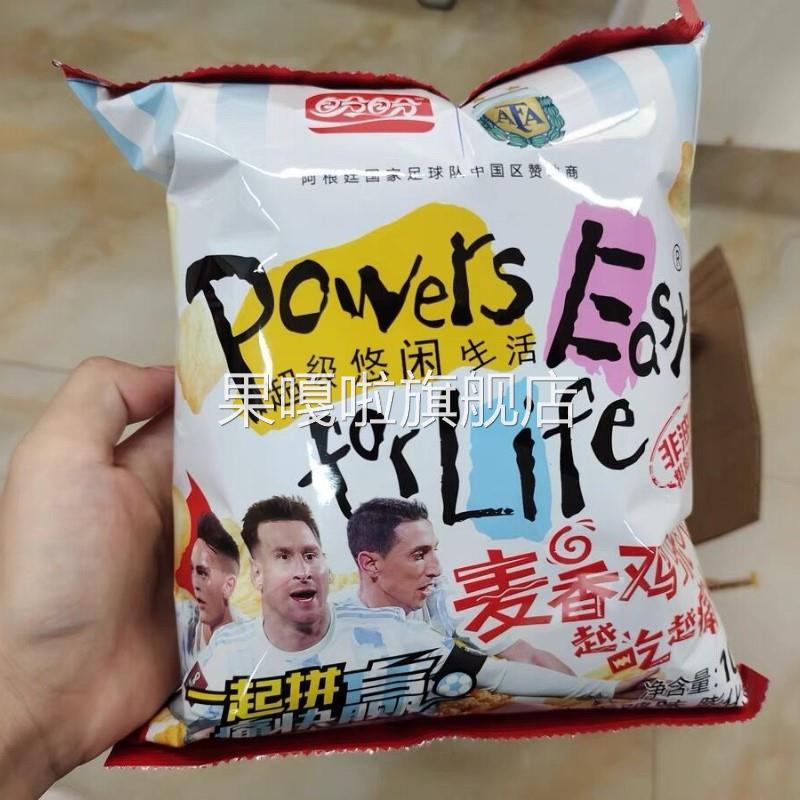 盼盼
AFA
阿根廷国家足球队中国区赞助商
Powers Easy
®
超级悠闲生活
果嘎啦旗舰店
for Life
非油
麦香鸡
越吃越
一起拼
净含量: